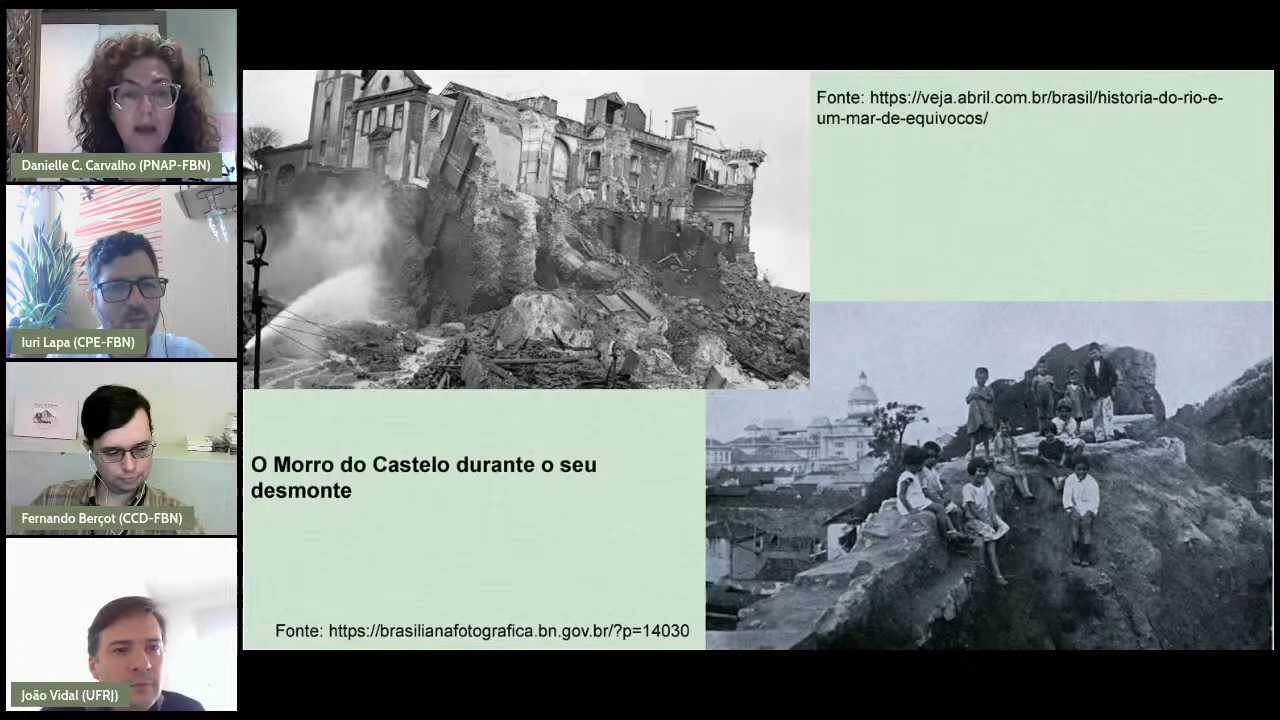 Danielle C. Carvalho (PNAP-FBN)
Iuri Lapa (CPE-FBN)
Fernando Berçot (CCD-FBN)
João Vidal (UFRJ)
Fonte: https://veja.abril.com.br/brasil/historia-do-rio-e-
um-mar-de-equivocos/
O Morro do Castelo durante o seu
desmonte
Fonte: https://brasilianafotografica.bn.gov.br/?p=14030